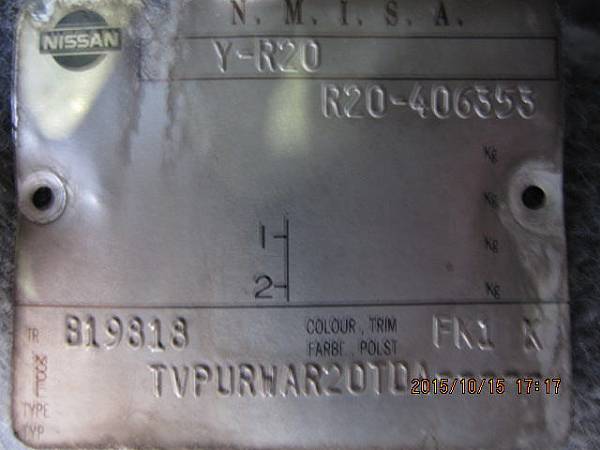 N. M. I. S. A.
NISSAN
Y-R20
R20-406353
Kg
Kg
1 Kg
2 Kg
TR B19818 COLOUR, TRIM FK1 K
FARBE, POLST
TVPURWAR20TDA-----
TYPE
TYP
2015/10/15 17:17